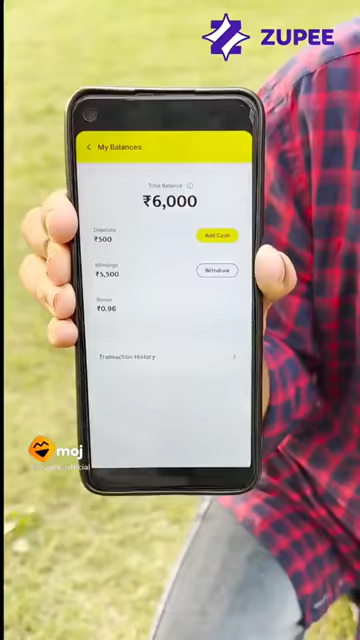 ZUPEE
My Balances
Total Balance
₹6,000
Deposits
₹500
Add Cash
Winnings
₹5,500
Withdraw
Bonus
₹0.96
Transaction History
moj